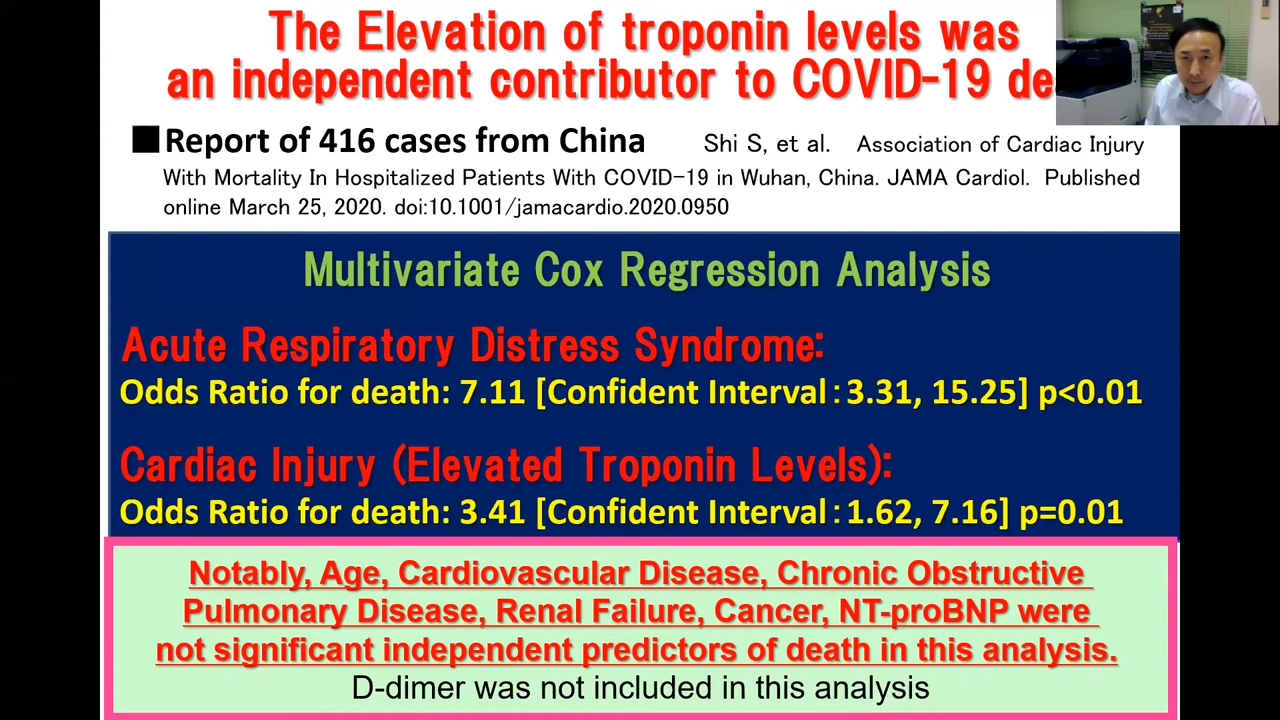 The Elevation of troponin levels was
an independent contributor to COVID-19
■Report of 416 cases from China Shi S, et al. Association of Cardiac Injury
With Mortality In Hospitalized Patients With COVID-19 in Wuhan, China. JAMA Cardiol. Published
online March 25, 2020. doi:10.1001/jamacardio.2020.0950
Multivariate Cox Regression Analysis
Acute Respiratory Distress Syndrome:
Odds Ratio for death: 7.11 [Confident Interval：3.31, 15.25] p<0.01
Cardiac Injury (Elevated Troponin Levels):
Odds Ratio for death: 3.41 [Confident Interval：1.62, 7.16] p=0.01
Notably, Age, Cardiovascular Disease, Chronic Obstructive
Pulmonary Disease, Renal Failure, Cancer, NT-proBNP were
not significant independent predictors of death in this analysis.
D-dimer was not included in this analysis